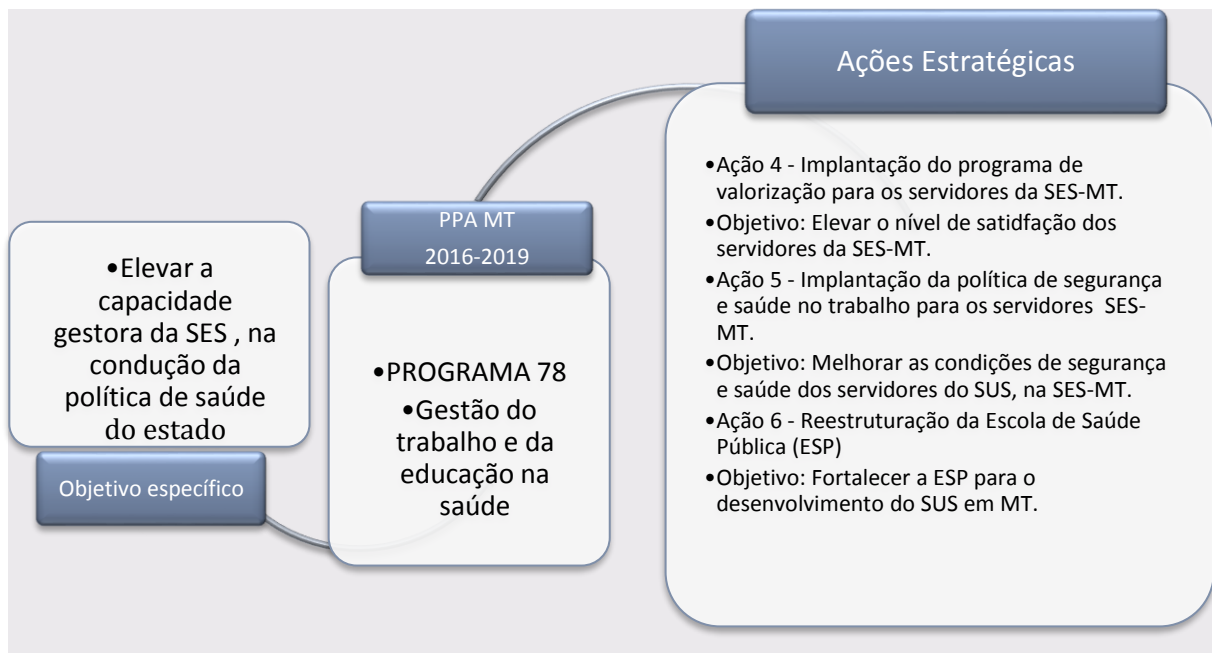 •Elevar a
capacidade
gestora da SES , na
condução da
política de saúde
do estado
Objetivo específico
PPA MT
2016-2019
•PROGRAMA 78
•Gestão do
trabalho e da
educação na
saúde
Ações Estratégicas
•Ação 4 - Implantação do programa de
valorização para os servidores da SES-MT.
•Objetivo: Elevar o nível de satidfação dos
servidores da SES-MT.
•Ação 5 - Implantação da política de segurança
e saúde no trabalho para os servidores SES-
MT.
•Objetivo: Melhorar as condições de segurança
e saúde dos servidores do SUS, na SES-MT.
•Ação 6 - Reestruturação da Escola de Saúde
Pública (ESP)
•Objetivo: Fortalecer a ESP para o
desenvolvimento do SUS em MT.